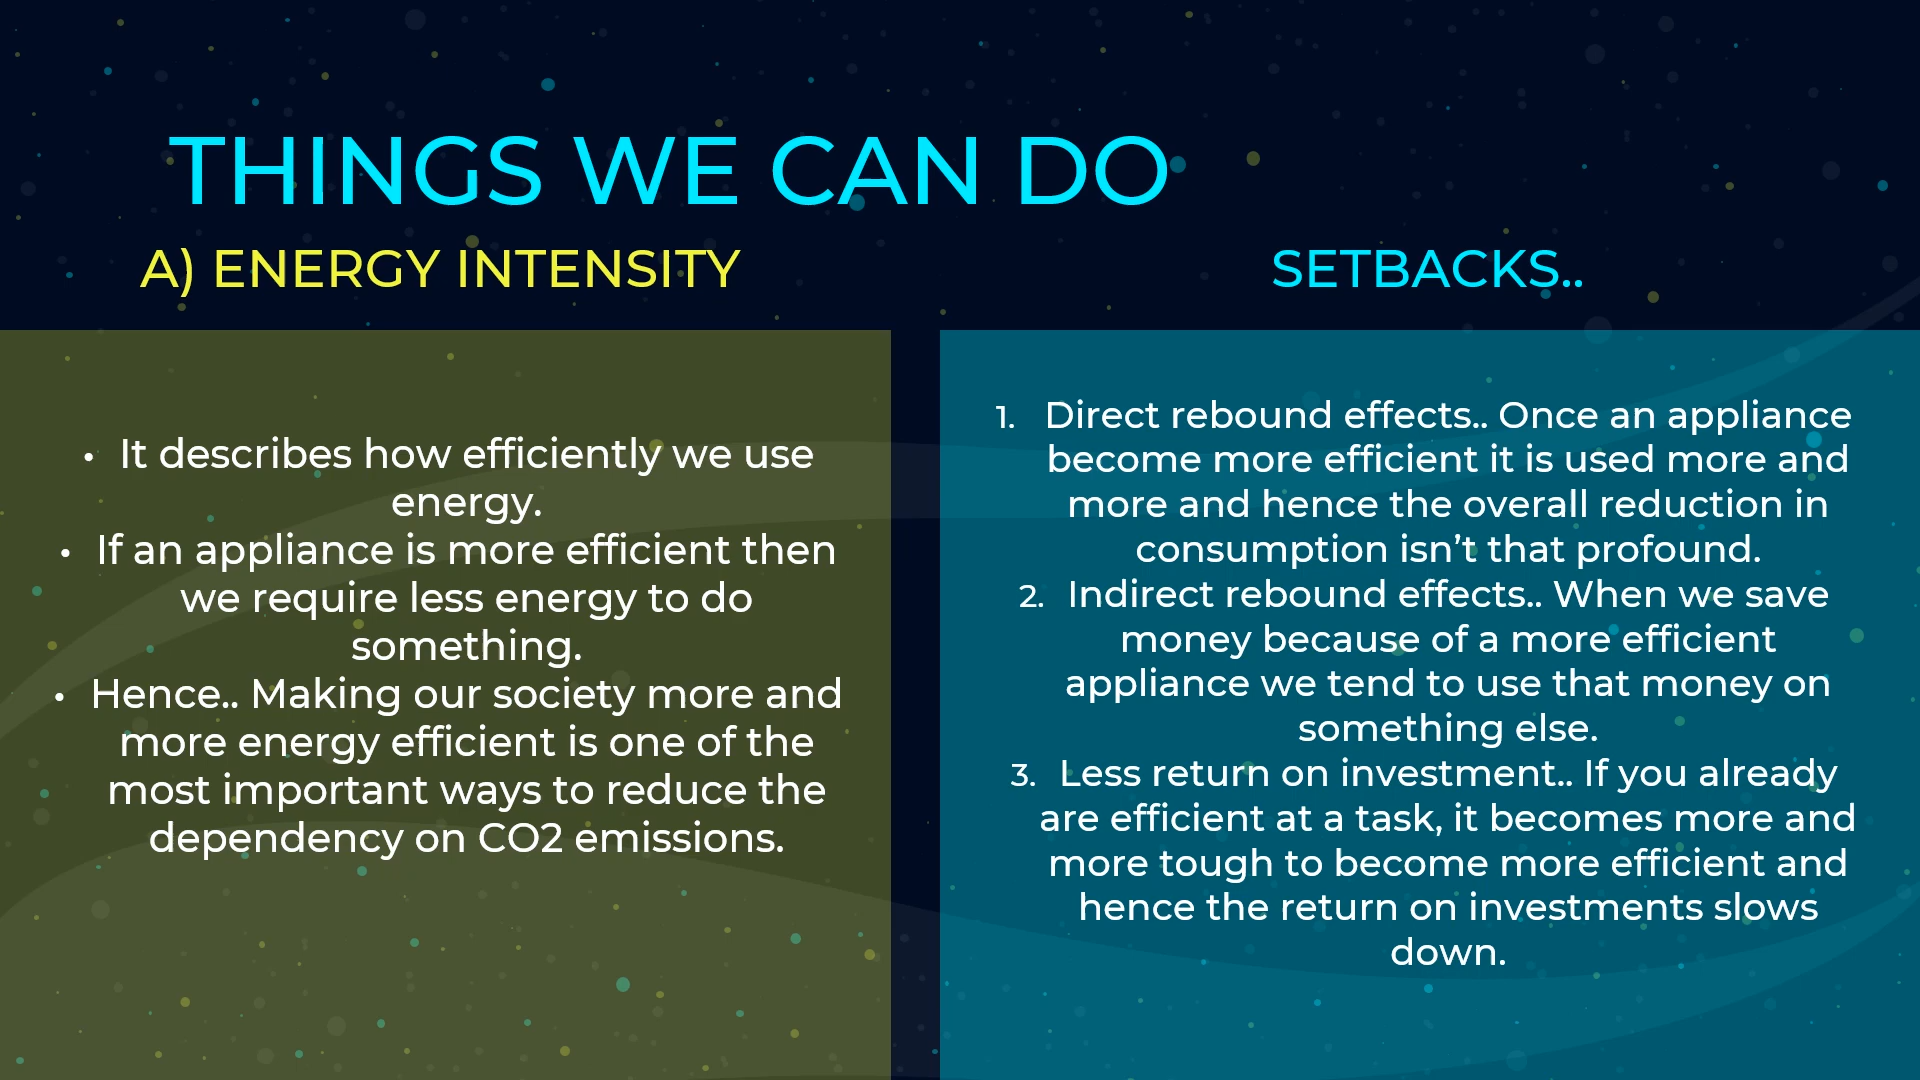 THINGS WE CAN DO
A) ENERGY INTENSITY
• It describes how efficiently we use
energy.
• If an appliance is more efficient then
we require less energy to do
something.
• Hence.. Making our society more and
more energy efficient is one of the
most important ways to reduce the
dependency on CO2 emissions.
SETBACKS..
1. Direct rebound effects.. Once an appliance
become more efficient it is used more and
more and hence the overall reduction in
consumption isn’t that profound.
2. Indirect rebound effects.. When we save
money because of a more efficient
appliance we tend to use that money on
something else.
3. Less return on investment.. If you already
are efficient at a task, it becomes more and
more tough to become more efficient and
hence the return on investments slows
down.